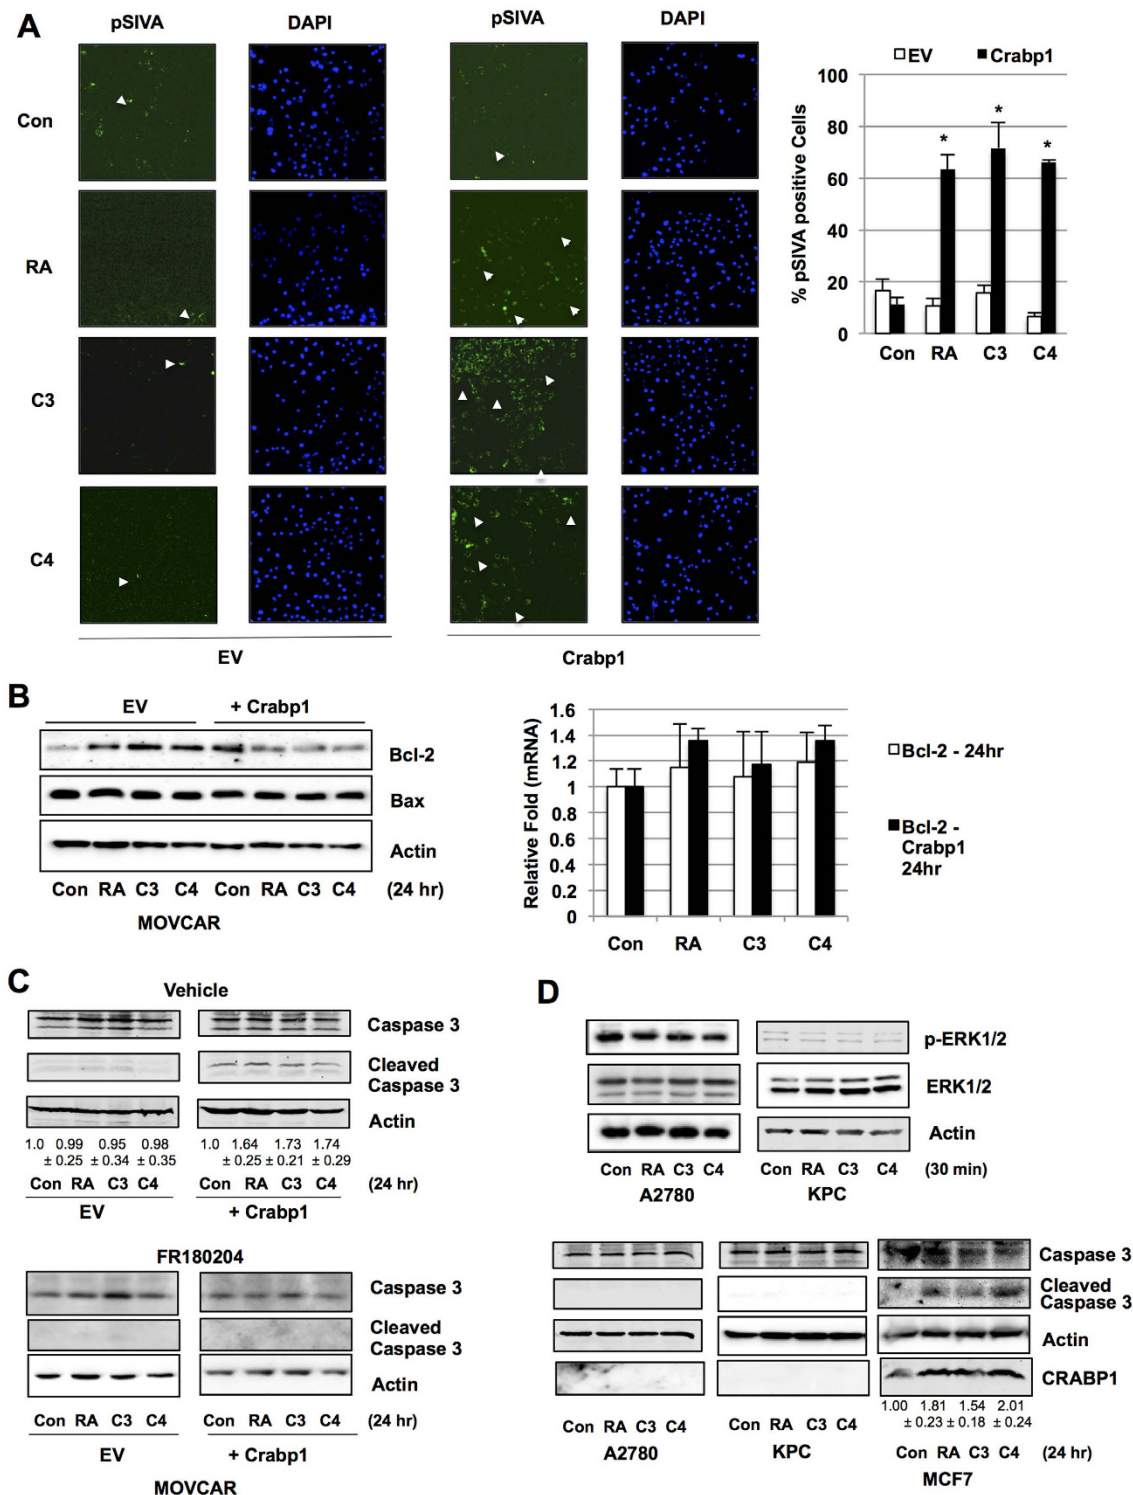 A
pSIVA DAPI pSIVA DAPI
Con
RA
C3
C4
EV Crabp1
EV Crabp1
% pSIVA positive Cells
100
80
60
40
20
0
* * *
Con RA C3 C4
B
EV + Crabp1
Bcl-2
Bax
Actin
Con RA C3 C4 Con RA C3 C4 (24 hr)
MOVCAR
Relative Fold (mRNA)
1.6
1.4
1.2
1
0.8
0.6
0.4
0.2
0
Con RA C3 C4
Bcl-2 - 24hr
Bcl-2 -
Crabp1
24hr
C
Vehicle
Caspase 3
Cleaved
Caspase 3
Actin
1.0 0.99 0.95 0.98 1.0 1.64 1.73 1.74
± 0.25 ± 0.34 ± 0.35 ± 0.25 ± 0.21 ± 0.29
Con RA C3 C4 Con RA C3 C4 (24 hr)
EV + Crabp1
FR180204
Caspase 3
Cleaved
Caspase 3
Actin
Con RA C3 C4 Con RA C3 C4 (24 hr)
EV + Crabp1
MOVCAR
D
p-ERK1/2
ERK1/2
Actin
Con RA C3 C4 Con RA C3 C4 (30 min)
A2780 KPC
Caspase 3
Cleaved
Caspase 3
Actin
CRABP1
1.00 1.81 1.54 2.01
± 0.23 ± 0.18 ± 0.24
Con RA C3 C4 Con RA C3 C4 Con RA C3 C4 (24 hr)
A2780 KPC MCF7